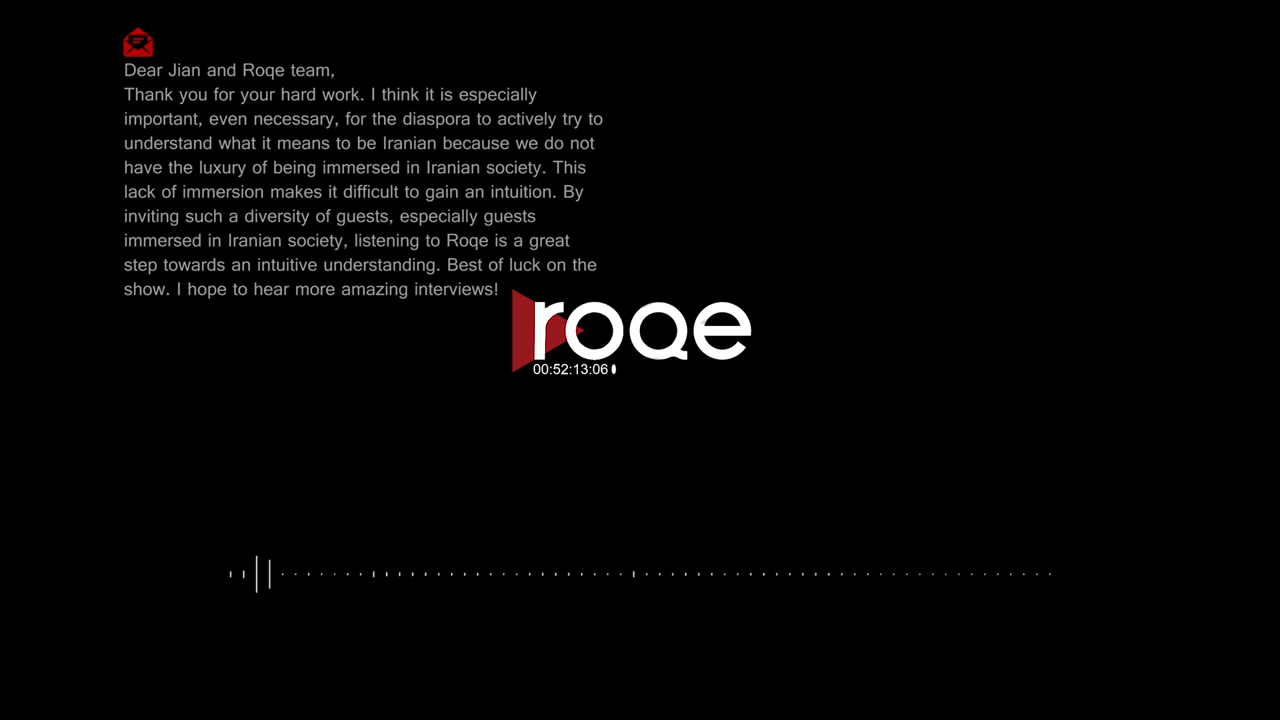 Dear Jian and Roqe team,
Thank you for your hard work. I think it is especially
important, even necessary, for the diaspora to actively try to
understand what it means to be Iranian because we do not
have the luxury of being immersed in Iranian society. This
lack of immersion makes it difficult to gain an intuition. By
inviting such a diversity of guests, especially guests
immersed in Iranian society, listening to Roqe is a great
step towards an intuitive understanding. Best of luck on the
show. I hope to hear more amazing interviews!
roqe
00:52:13:06